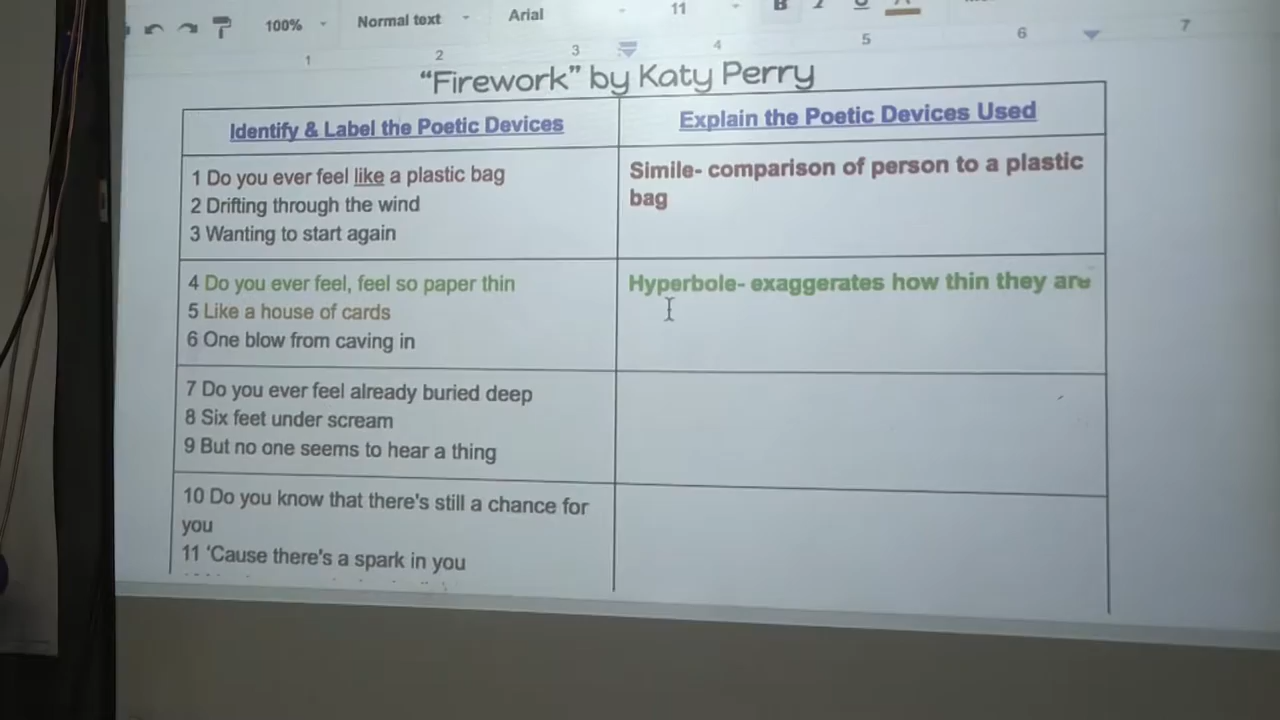 100% Normal text Arial 11 B I U A
1 2 3 4 5 6 7
“Firework” by Katy Perry
Identify & Label the Poetic Devices
Explain the Poetic Devices Used
1 Do you ever feel like a plastic bag
2 Drifting through the wind
3 Wanting to start again
Simile- comparison of person to a plastic
bag
4 Do you ever feel, feel so paper thin
5 Like a house of cards
6 One blow from caving in
Hyperbole- exaggerates how thin they are
7 Do you ever feel already buried deep
8 Six feet under scream
9 But no one seems to hear a thing
10 Do you know that there's still a chance for
you
11 'Cause there's a spark in you